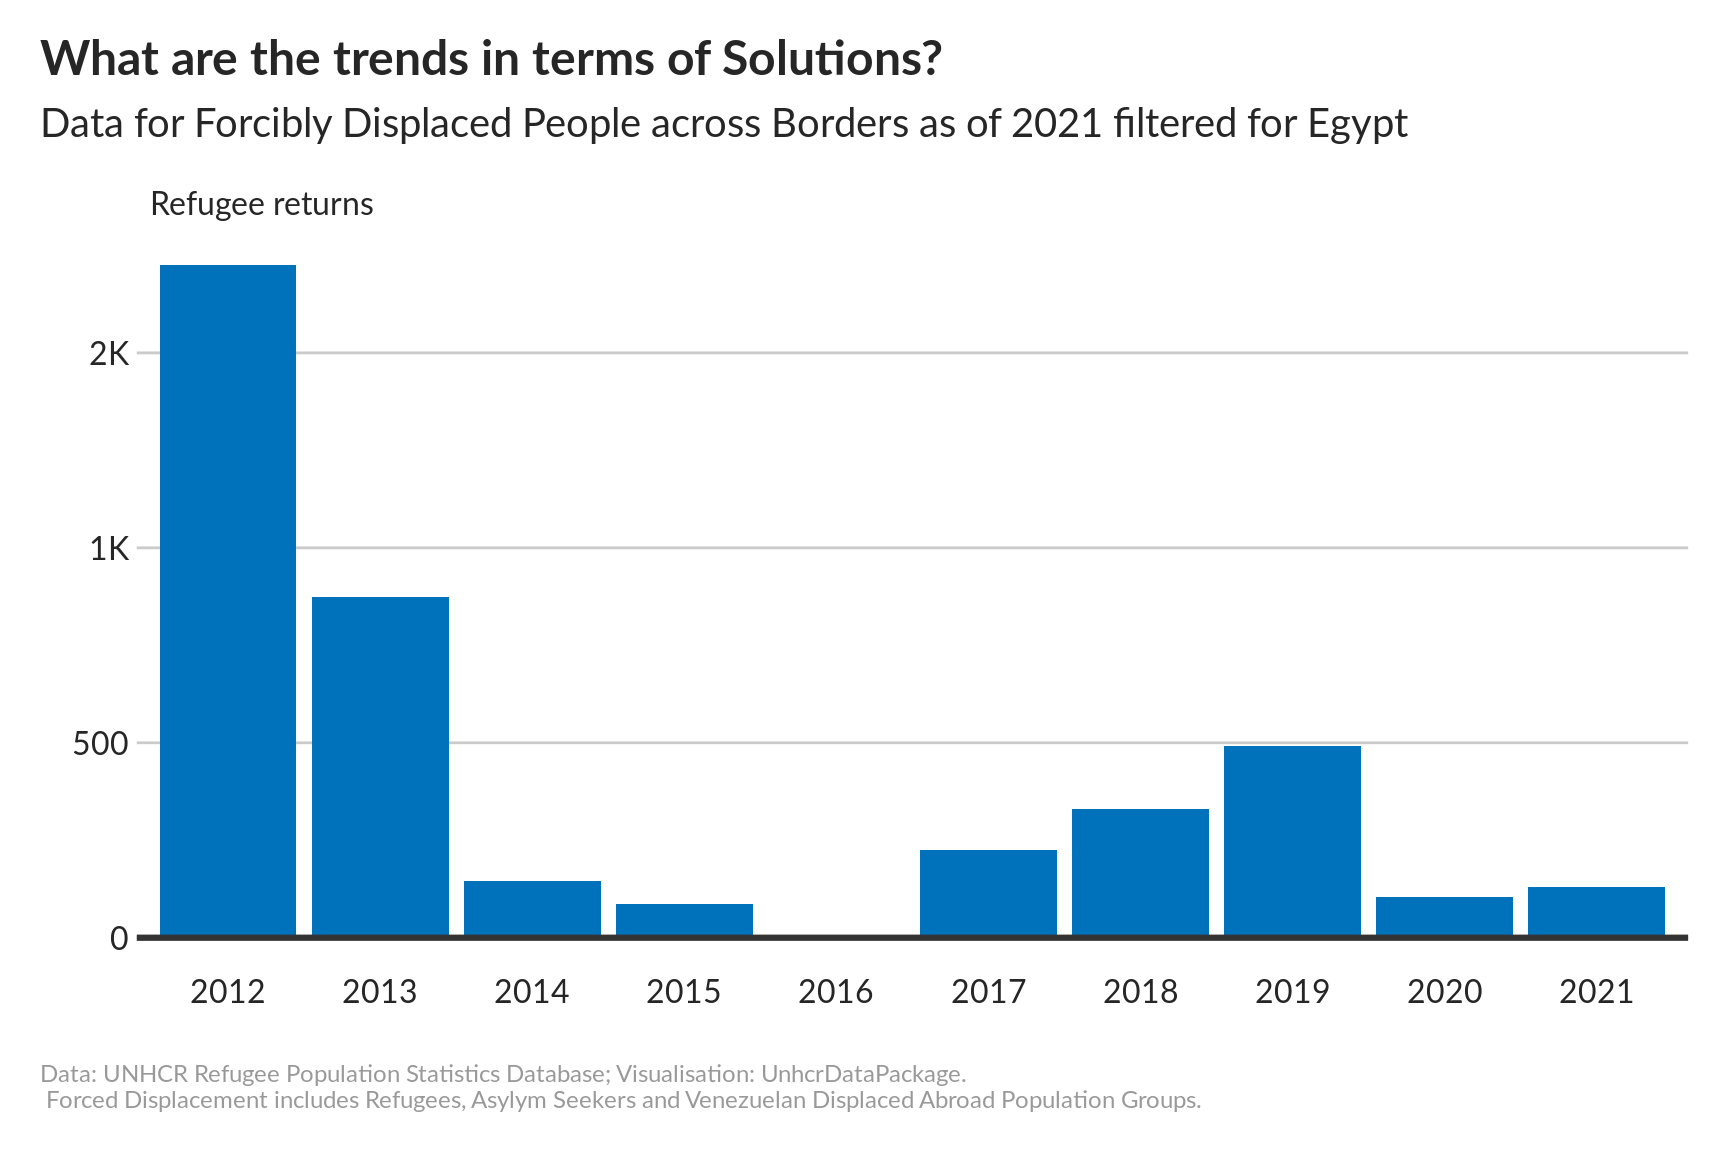 What are the trends in terms of Solutions?
Data for Forcibly Displaced People across Borders as of 2021 filtered for Egypt
Refugee returns
2K
1K
500
0
2012 2013 2014 2015 2016 2017 2018 2019 2020 2021
Data: UNHCR Refugee Population Statistics Database; Visualisation: UnhcrDataPackage.
Forced Displacement includes Refugees, Asylym Seekers and Venezuelan Displaced Abroad Population Groups.